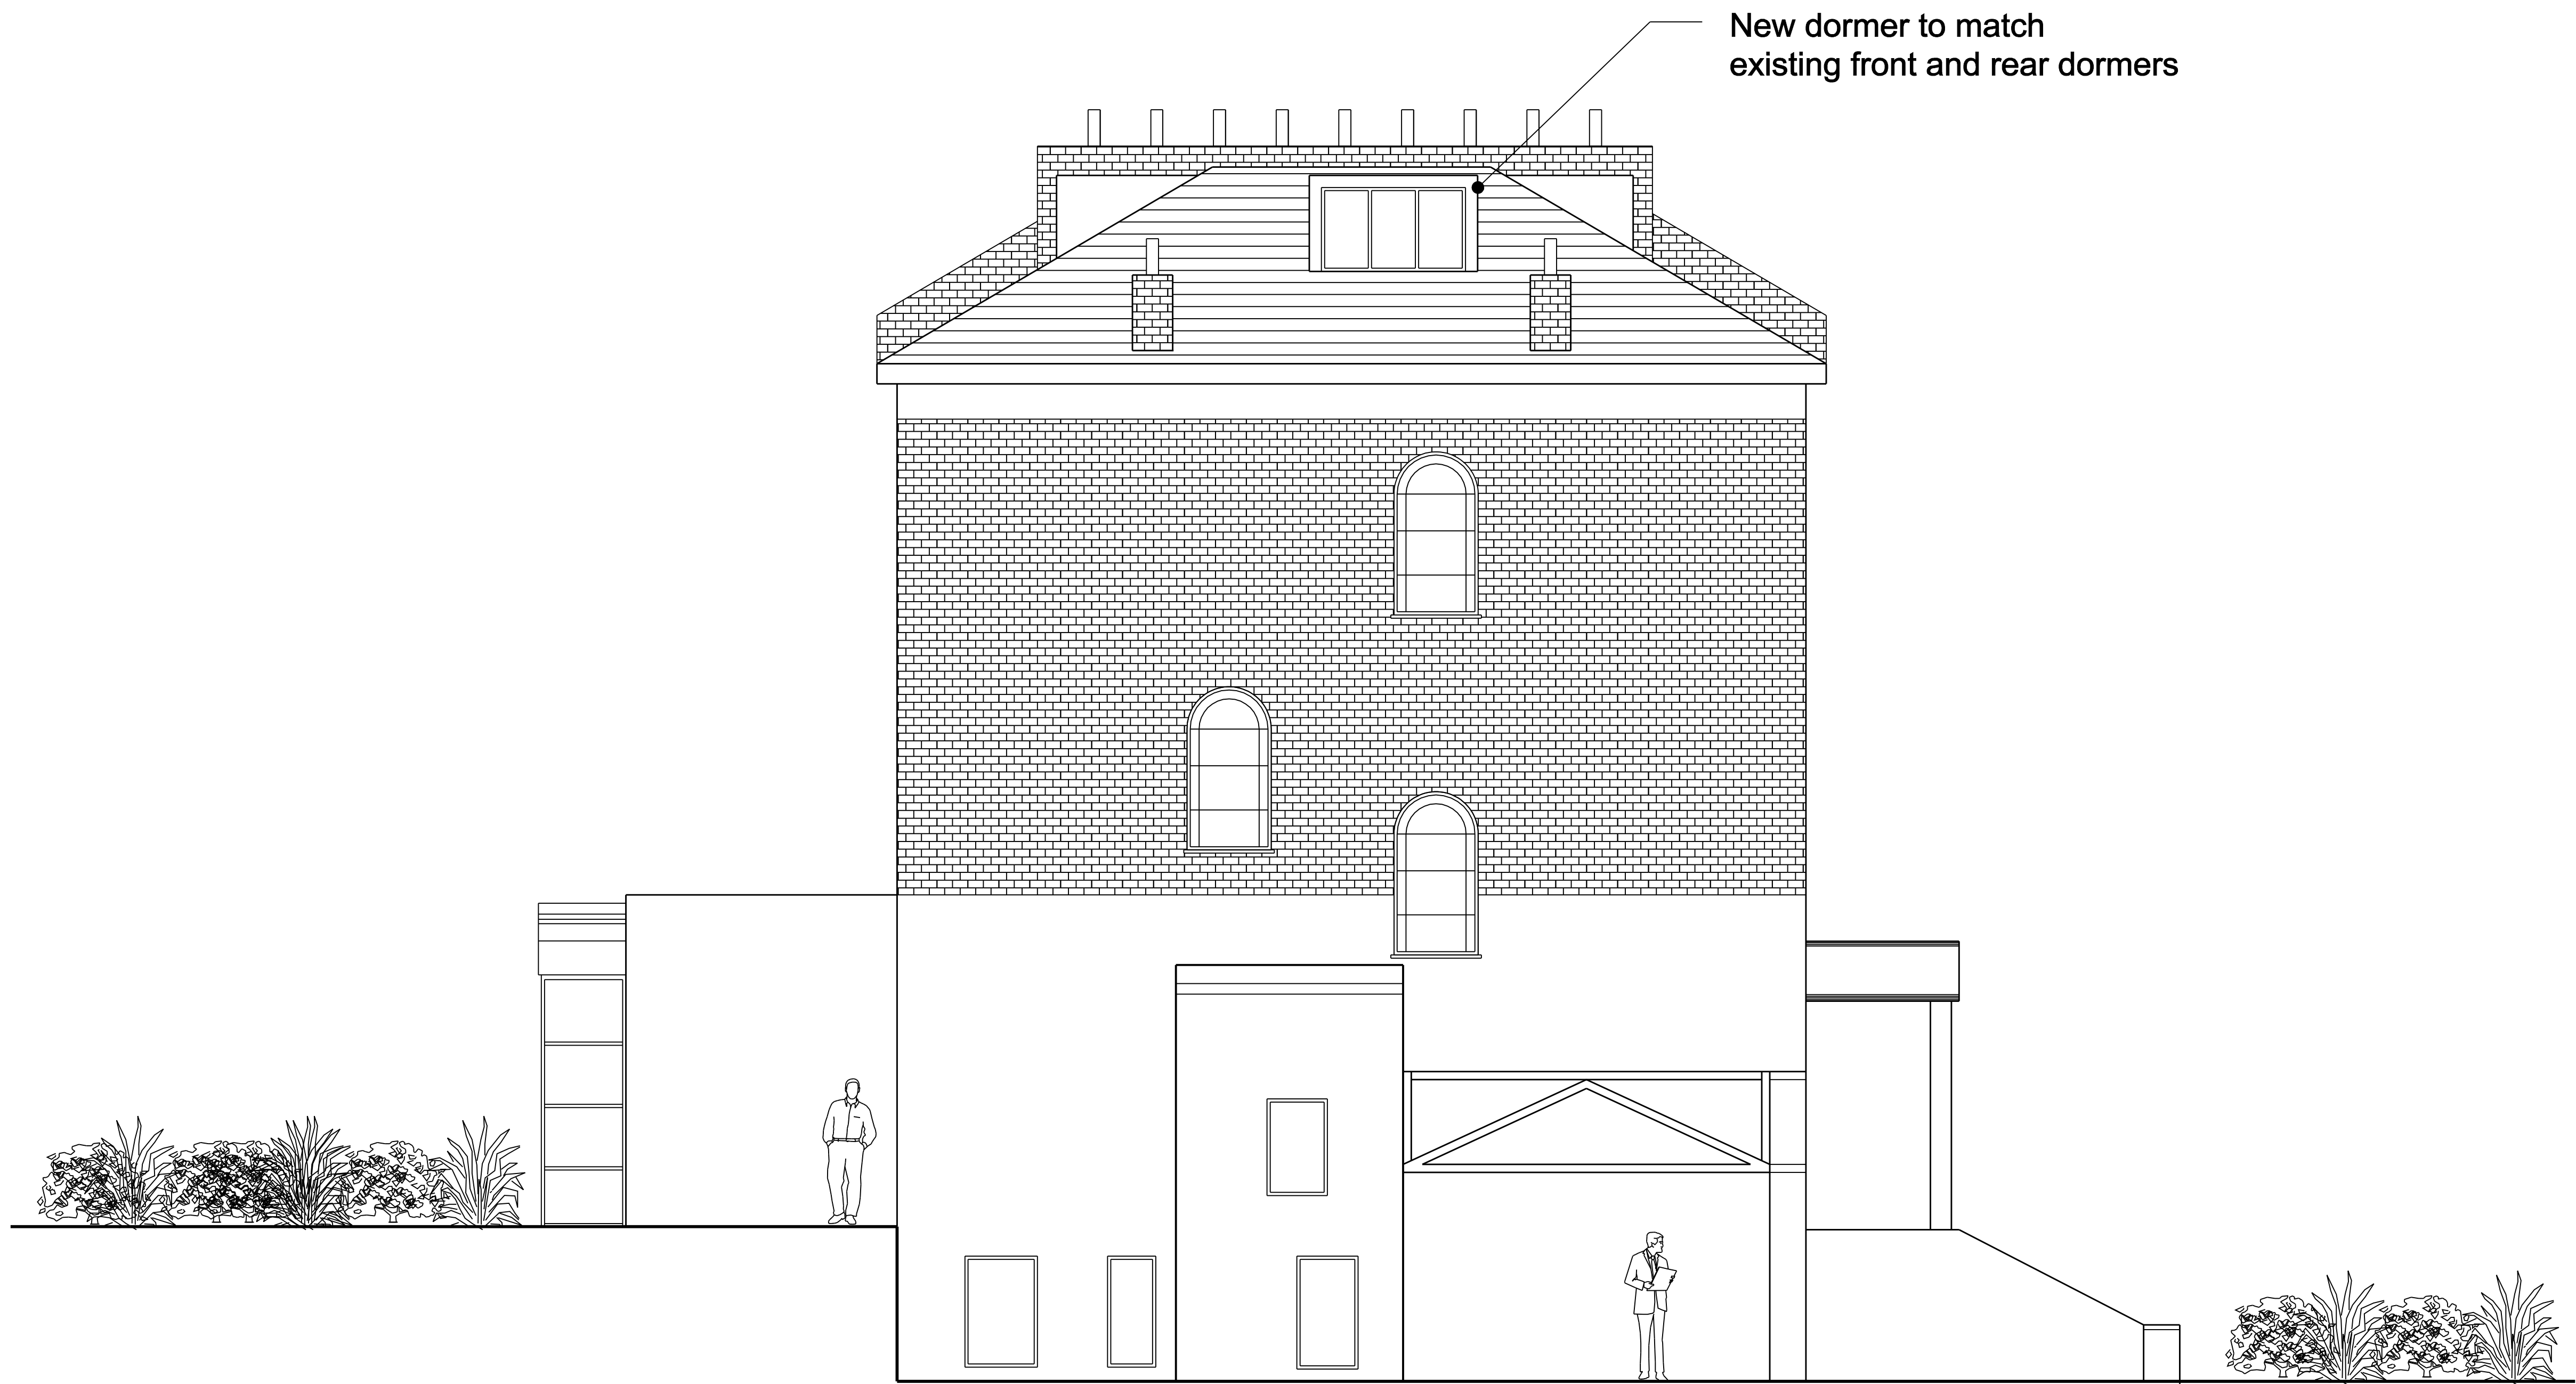 New dormer to match
existing front and rear dormers